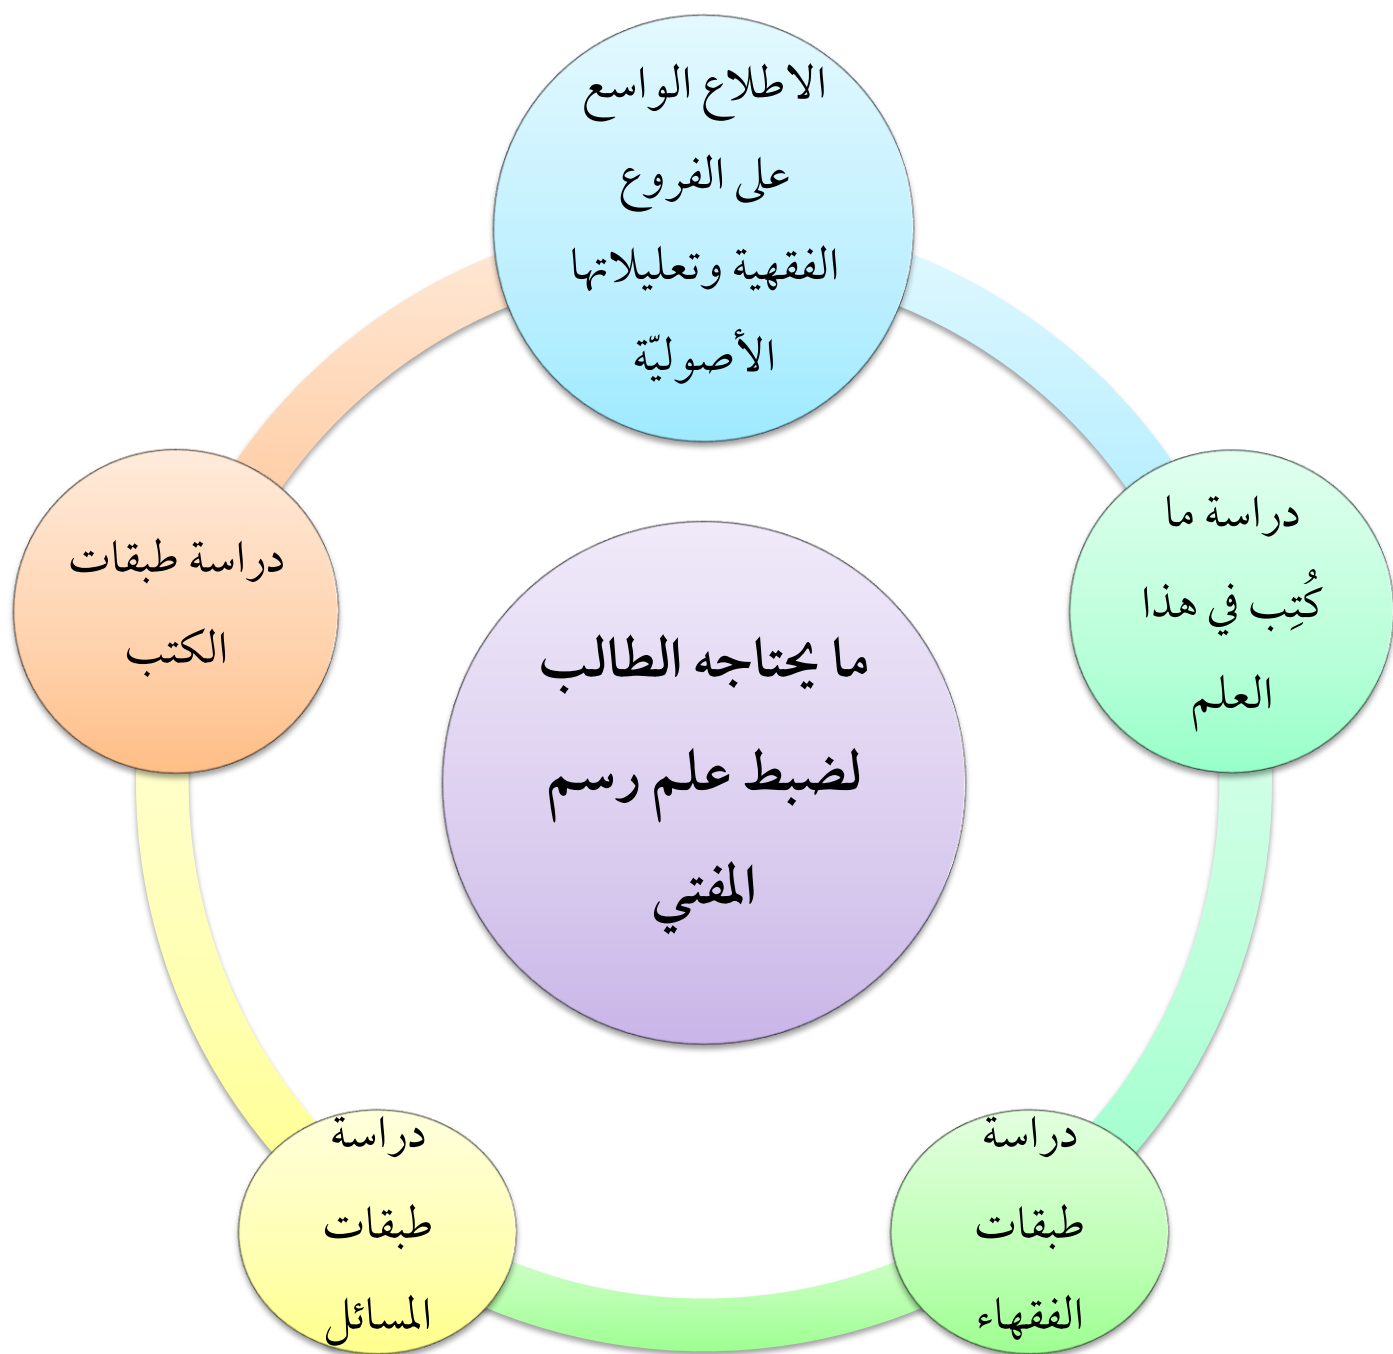 الاطلاع الواسع
على الفروع
الفقهية وتعليلاتها
الأصوليّة
دراسة ما
كُتِب في هذا
العلم
دراسة
طبقات
الفقهاء
دراسة
طبقات
المسائل
دراسة طبقات
الكتب
ما يحتاجه الطالب
لضبط علم رسم
المفتي